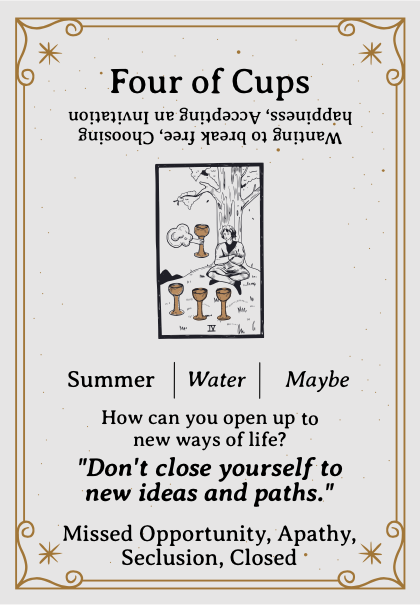 Four of Cups
Wanting to break free, Choosing
happiness, Accepting an Invitation
IV
Summer | Water | Maybe
How can you open up to
new ways of life?
"Don't close yourself to
new ideas and paths."
Missed Opportunity, Apathy,
Seclusion, Closed